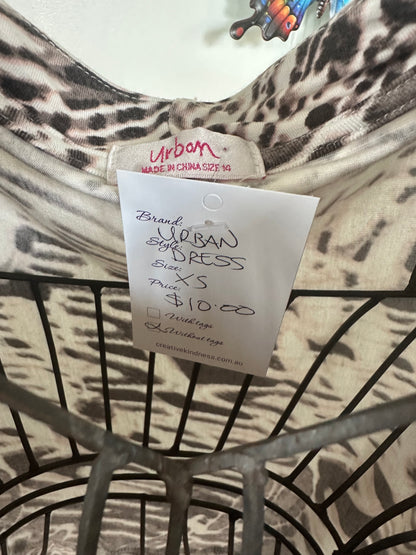 urban.
MADE IN CHINA SIZE 14
Brand: URBAN
Style: DRESS
Size: XS
Price: $10.00
With tags
Without tags
creativekindness.com.au